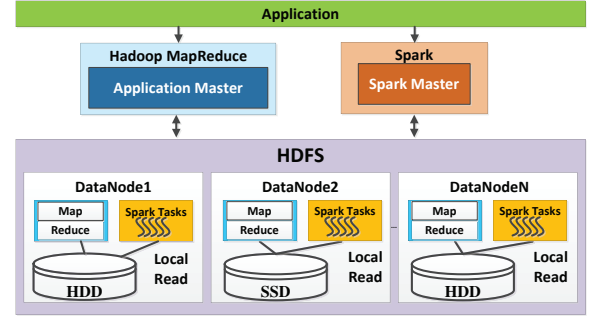 Application
Hadoop MapReduce
Application Master
Spark
Spark Master
HDFS
DataNode1
Map
Reduce
Spark Tasks
Local
Read
HDD
DataNode2
Map
Reduce
Spark Tasks
Local
Read
SSD
DataNodeN
Map
Reduce
Spark Tasks
Local
Read
HDD